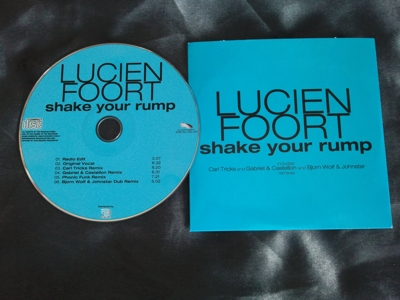 LUCIEN
FOORT
shake your rump
01. Radio Edit
02. Original Vocal
03. Carl Tricks Remix
04. Gabriel & Castellon Remix
05. Phonic Funk Remix
06. Bjorn Wolf & Johnstar Dub Remix
LUCIEN
FOORT
shake your rump
Carl Tricks and Gabriel & Castellon and Bjorn Wolf & Johnstar